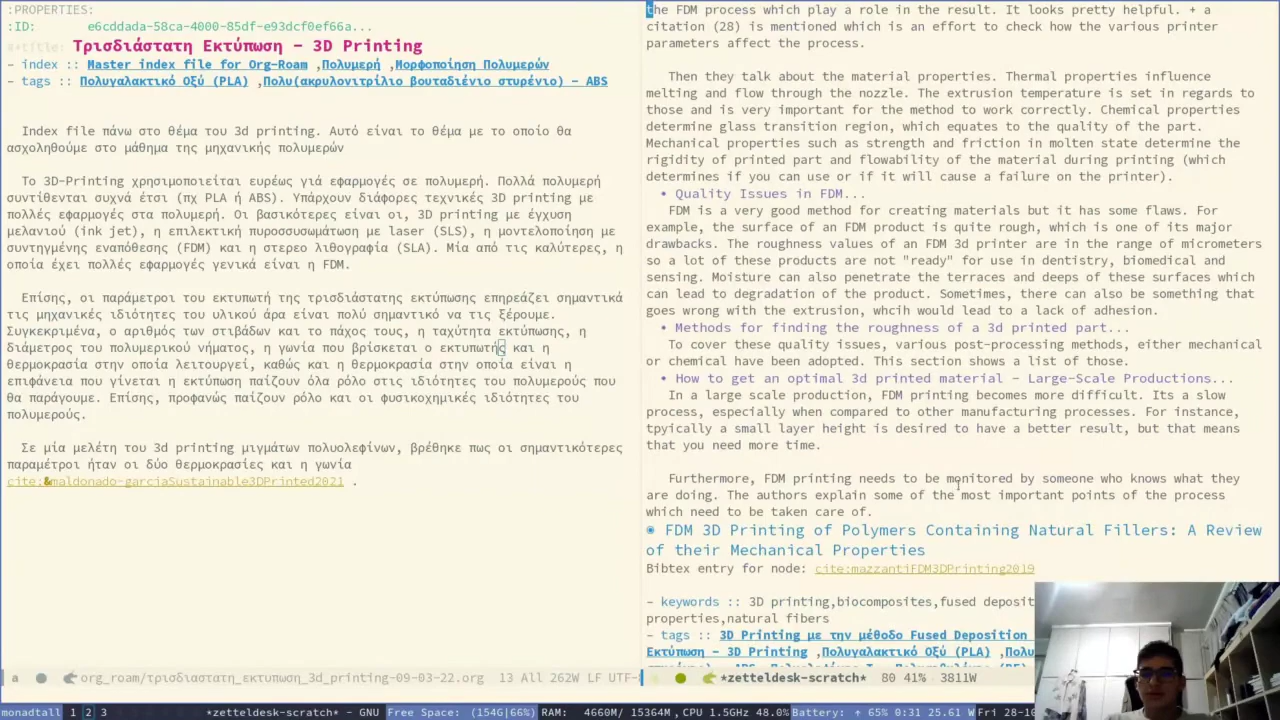 :PROPERTIES:
:ID:       e6cddada-58ca-4000-85df-e93dcf0ef66a...
#+title: Τρισδιάστατη Εκτύπωση - 3D Printing
- index :: Master index file for Org-Roam ,Πολυμερή ,Μορφοποίηση Πολυμερών
- tags :: Πολυγαλακτικό Οξύ (PLA) ,Πολυ(ακρυλονιτρίλιο βουταδιένιο στυρένιο) - ABS
Index file πάνω στο θέμα του 3d printing. Αυτό είναι το θέμα με το οποίο θα
ασχοληθούμε στο μάθημα της μηχανικής πολυμερών
Το 3D-Printing χρησιμοποιείται ευρέως γιά εφαρμογές σε πολυμερή. Πολλά πολυμερή
συντίθενται συχνά έτσι (πχ PLA ή ABS). Υπάρχουν διάφορες τεχνικές 3D printing με
πολλές εφαρμογές στα πολυμερή. Οι βασικότερες είναι οι, 3D printing με έγχυση
μελανιού (ink jet), η επιλεκτική πυροσσυσωμάτωση με laser (SLS), η μοντελοποίηση με
συντηγμένης εναπόθεσης (FDM) και η στερεο λιθογραφία (SLA). Μία από τις καλύτερες, η
οποία έχει πολλές εφαρμογές γενικά είναι η FDM.
Επίσης, οι παράμετροι του εκτυπωτή της τρισδιάστατης εκτύπωσης επηρεάζει σημαντικά
τις μηχανικές ιδιότητες του υλικού άρα είναι πολύ σημαντικό να τις ξέρουμε.
Συγκεκριμένα, ο αριθμός των στιβάδων και το πάχος τους, η ταχύτητα εκτύπωσης, η
διάμετρος του πολυμερικού νήματος, η γωνία που βρίσκεται ο εκτυπωτής και η
θερμοκρασία στην οποία λειτουργεί, καθώς και η θερμοκρασία στην οποία είναι η
επιφάνεια που γίνεται η εκτύπωση παίζουν όλα ρόλο στις ιδιότητες του πολυμερούς που
θα παράγουμε. Επίσης, προφανώς παίζουν ρόλο και οι φυσικοχημικές ιδιότητες του
πολυμερούς.
Σε μία μελέτη του 3d printing μιγμάτων πολυολεφίνων, βρέθηκε πως οι σημαντικότερες
παραμέτροι ήταν οι δύο θερμοκρασίες και η γωνία
cite:&maldonado-garciaSustainable3DPrinted2021 .
a org_roam/τρισδιαστατη_εκτυπωση_3d_printing-09-03-22.org 13 All 262W LF UTF-
the FDM process which play a role in the result. It looks pretty helpful. + a
citation (28) is mentioned which is an effort to check how the various printer
parameters affect the process.
Then they talk about the material properties. Thermal properties influence
melting and flow through the nozzle. The extrusion temperature is set in regards to
those and is very important for the method to work correctly. Chemical properties
determine glass transition region, which equates to the quality of the part.
Mechanical properties such as strength and friction in molten state determine the
rigidity of printed part and flowability of the material during printing (which
determines if you can use or if it will cause a failure on the printer).
• Quality Issues in FDM...
FDM is a very good method for creating materials but it has some flaws. For
example, the surface of an FDM product is quite rough, which is one of its major
drawbacks. The roughness values of an FDM 3d printer are in the range of micrometers
so a lot of these products are not "ready" for use in dentistry, biomedical and
sensing. Moisture can also penetrate the terraces and deeps of these surfaces which
can lead to degradation of the product. Sometimes, there can also be something that
goes wrong with the extrusion, whcih would lead to a lack of adhesion.
• Methods for finding the roughness of a 3d printed part...
To cover these quality issues, various post-processing methods, either mechanical
or chemical have been adopted. This section shows a list of those.
• How to get an optimal 3d printed material - Large-Scale Productions...
In a large scale production, FDM printing becomes more difficult. Its a slow
process, especially when compared to other manufacturing processes. For instance,
tpyically a small layer height is desired to have a better result, but that means
that you need more time.
Furthermore, FDM printing needs to be monitored by someone who knows what they
are doing. The authors explain some of the most important points of the process
which need to be taken care of.
◉ FDM 3D Printing of Polymers Containing Natural Fillers: A Review
of their Mechanical Properties
Bibtex entry for node: cite:mazzantiFDM3DPrinting2019
- keywords :: 3D printing,biocomposites,fused deposit
properties,natural fibers
- tags :: 3D Printing με την μέθοδο Fused Deposition
Εκτύπωση - 3D Printing ,Πολυγαλακτικό Οξύ (PLA) ,Πολυ
*zetteldesk-scratch* 80 41% 3811W
monadtall 1 2 3 *zetteldesk-scratch* - GNU Free Space: (154G|66%) RAM: 4660M/ 15364M, CPU 1.5GHz 48.0% Battery: ↑ 65% 0:31 25.61 W Fri 28-10